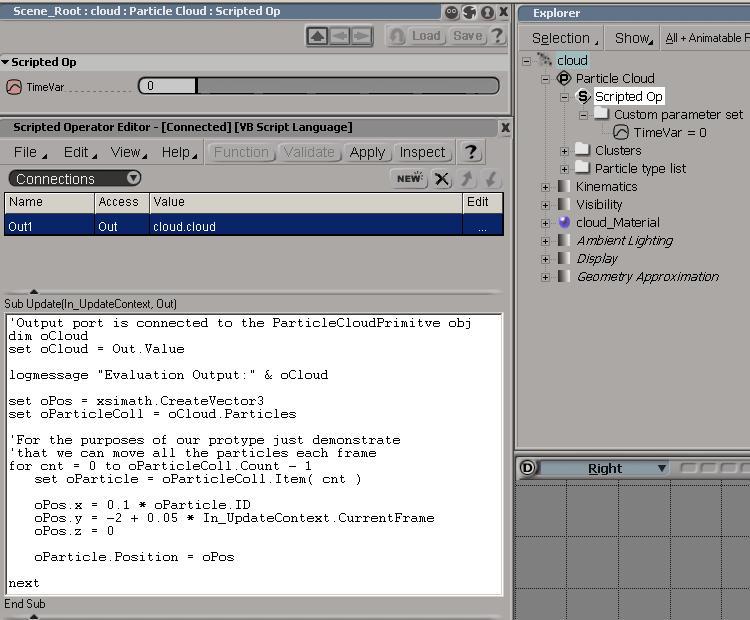 Scene_Root : cloud : Particle Cloud : Scripted Op
Load Save ?
Scripted Op
TimeVar 0
Scripted Operator Editor - [Connected] [VB Script Language]
File Edit View Help Function Validate Apply Inspect ?
Connections NEW
Name Access Value Edit
Out1 Out cloud.cloud ...
Sub Update(In_UpdateContext, Out)
'Output port is connected to the ParticleCloudPrimitve obj
dim oCloud
set oCloud = Out.Value
logmessage "Evaluation Output:" & oCloud
set oPos = xsimath.CreateVector3
set oParticleColl = oCloud.Particles
'For the purposes of our protype just demonstrate
'that we can move all the particles each frame
for cnt = 0 to oParticleColl.Count - 1
set oParticle = oParticleColl.Item( cnt )
oPos.x = 0.1 * oParticle.ID
oPos.y = -2 + 0.05 * In_UpdateContext.CurrentFrame
oPos.z = 0
oParticle.Position = oPos
next
End Sub
Explorer
Selection Show All + Animatable F
cloud
P Particle Cloud
S Scripted Op
Custom parameter set
TimeVar = 0
Clusters
Particle type list
Kinematics
Visibility
cloud_Material
Ambient Lighting
Display
Geometry Approximation
D Right